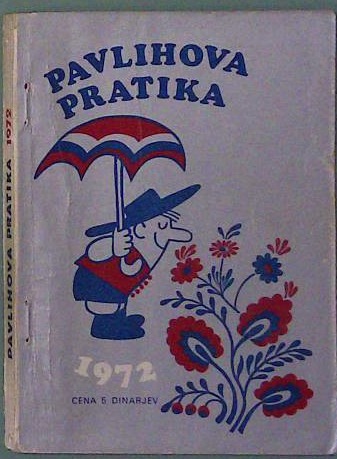 PAVLIHOVA
PRATIKA
1972
CENA 5 DINARJEV
PAVLIHOVA PRATIKA 1972